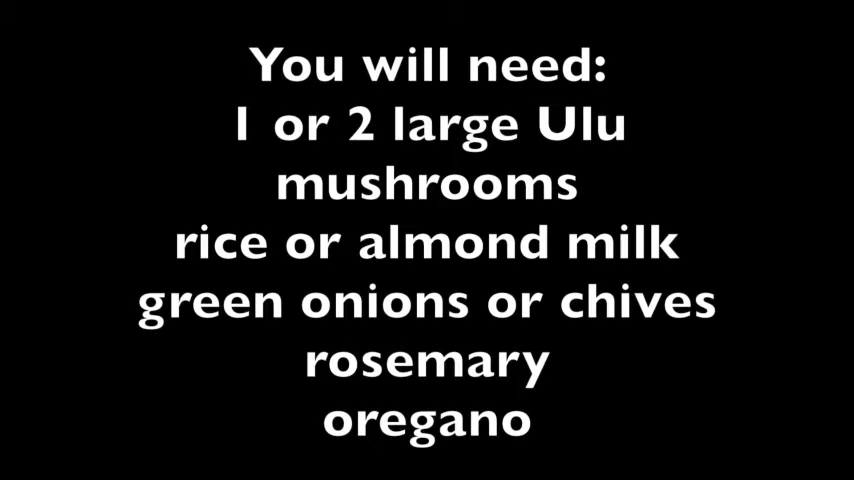 You will need:
1 or 2 large Ulu
mushrooms
rice or almond milk
green onions or chives
rosemary
oregano